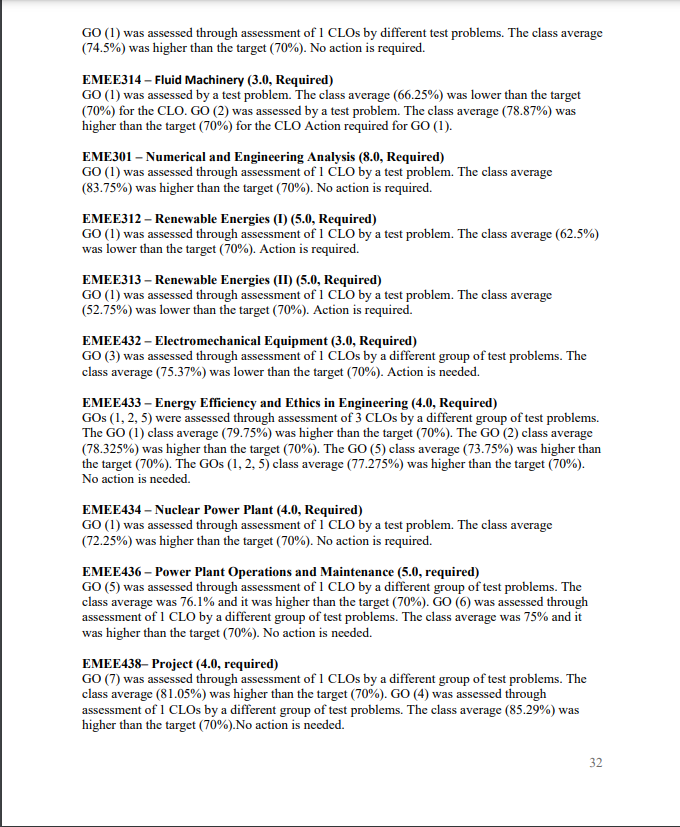 GO (1) was assessed through assessment of 1 CLOs by different test problems. The class average
(74.5%) was higher than the target (70%). No action is required.
EMEE314 – Fluid Machinery (3.0, Required)
GO (1) was assessed by a test problem. The class average (66.25%) was lower than the target
(70%) for the CLO. GO (2) was assessed by a test problem. The class average (78.87%) was
higher than the target (70%) for the CLO Action required for GO (1).
EME301 – Numerical and Engineering Analysis (8.0, Required)
GO (1) was assessed through assessment of 1 CLO by a test problem. The class average
(83.75%) was higher than the target (70%). No action is required.
EMEE312 – Renewable Energies (I) (5.0, Required)
GO (1) was assessed through assessment of 1 CLO by a test problem. The class average (62.5%)
was lower than the target (70%). Action is required.
EMEE313 – Renewable Energies (II) (5.0, Required)
GO (1) was assessed through assessment of 1 CLO by a test problem. The class average
(52.75%) was lower than the target (70%). Action is required.
EMEE432 – Electromechanical Equipment (3.0, Required)
GO (3) was assessed through assessment of 1 CLOs by a different group of test problems. The
class average (75.37%) was lower than the target (70%). Action is needed.
EMEE433 – Energy Efficiency and Ethics in Engineering (4.0, Required)
GOs (1, 2, 5) were assessed through assessment of 3 CLOs by a different group of test problems.
The GO (1) class average (79.75%) was higher than the target (70%). The GO (2) class average
(78.325%) was higher than the target (70%). The GO (5) class average (73.75%) was higher than
the target (70%). The GOs (1, 2, 5) class average (77.275%) was higher than the target (70%).
No action is needed.
EMEE434 – Nuclear Power Plant (4.0, Required)
GO (1) was assessed through assessment of 1 CLO by a test problem. The class average
(72.25%) was higher than the target (70%). No action is required.
EMEE436 – Power Plant Operations and Maintenance (5.0, required)
GO (5) was assessed through assessment of 1 CLO by a different group of test problems. The
class average was 76.1% and it was higher than the target (70%). GO (6) was assessed through
assessment of 1 CLO by a different group of test problems. The class average was 75% and it
was higher than the target (70%). No action is needed.
EMEE438– Project (4.0, required)
GO (7) was assessed through assessment of 1 CLOs by a different group of test problems. The
class average (81.05%) was higher than the target (70%). GO (4) was assessed through
assessment of 1 CLOs by a different group of test problems. The class average (85.29%) was
higher than the target (70%).No action is needed.
32